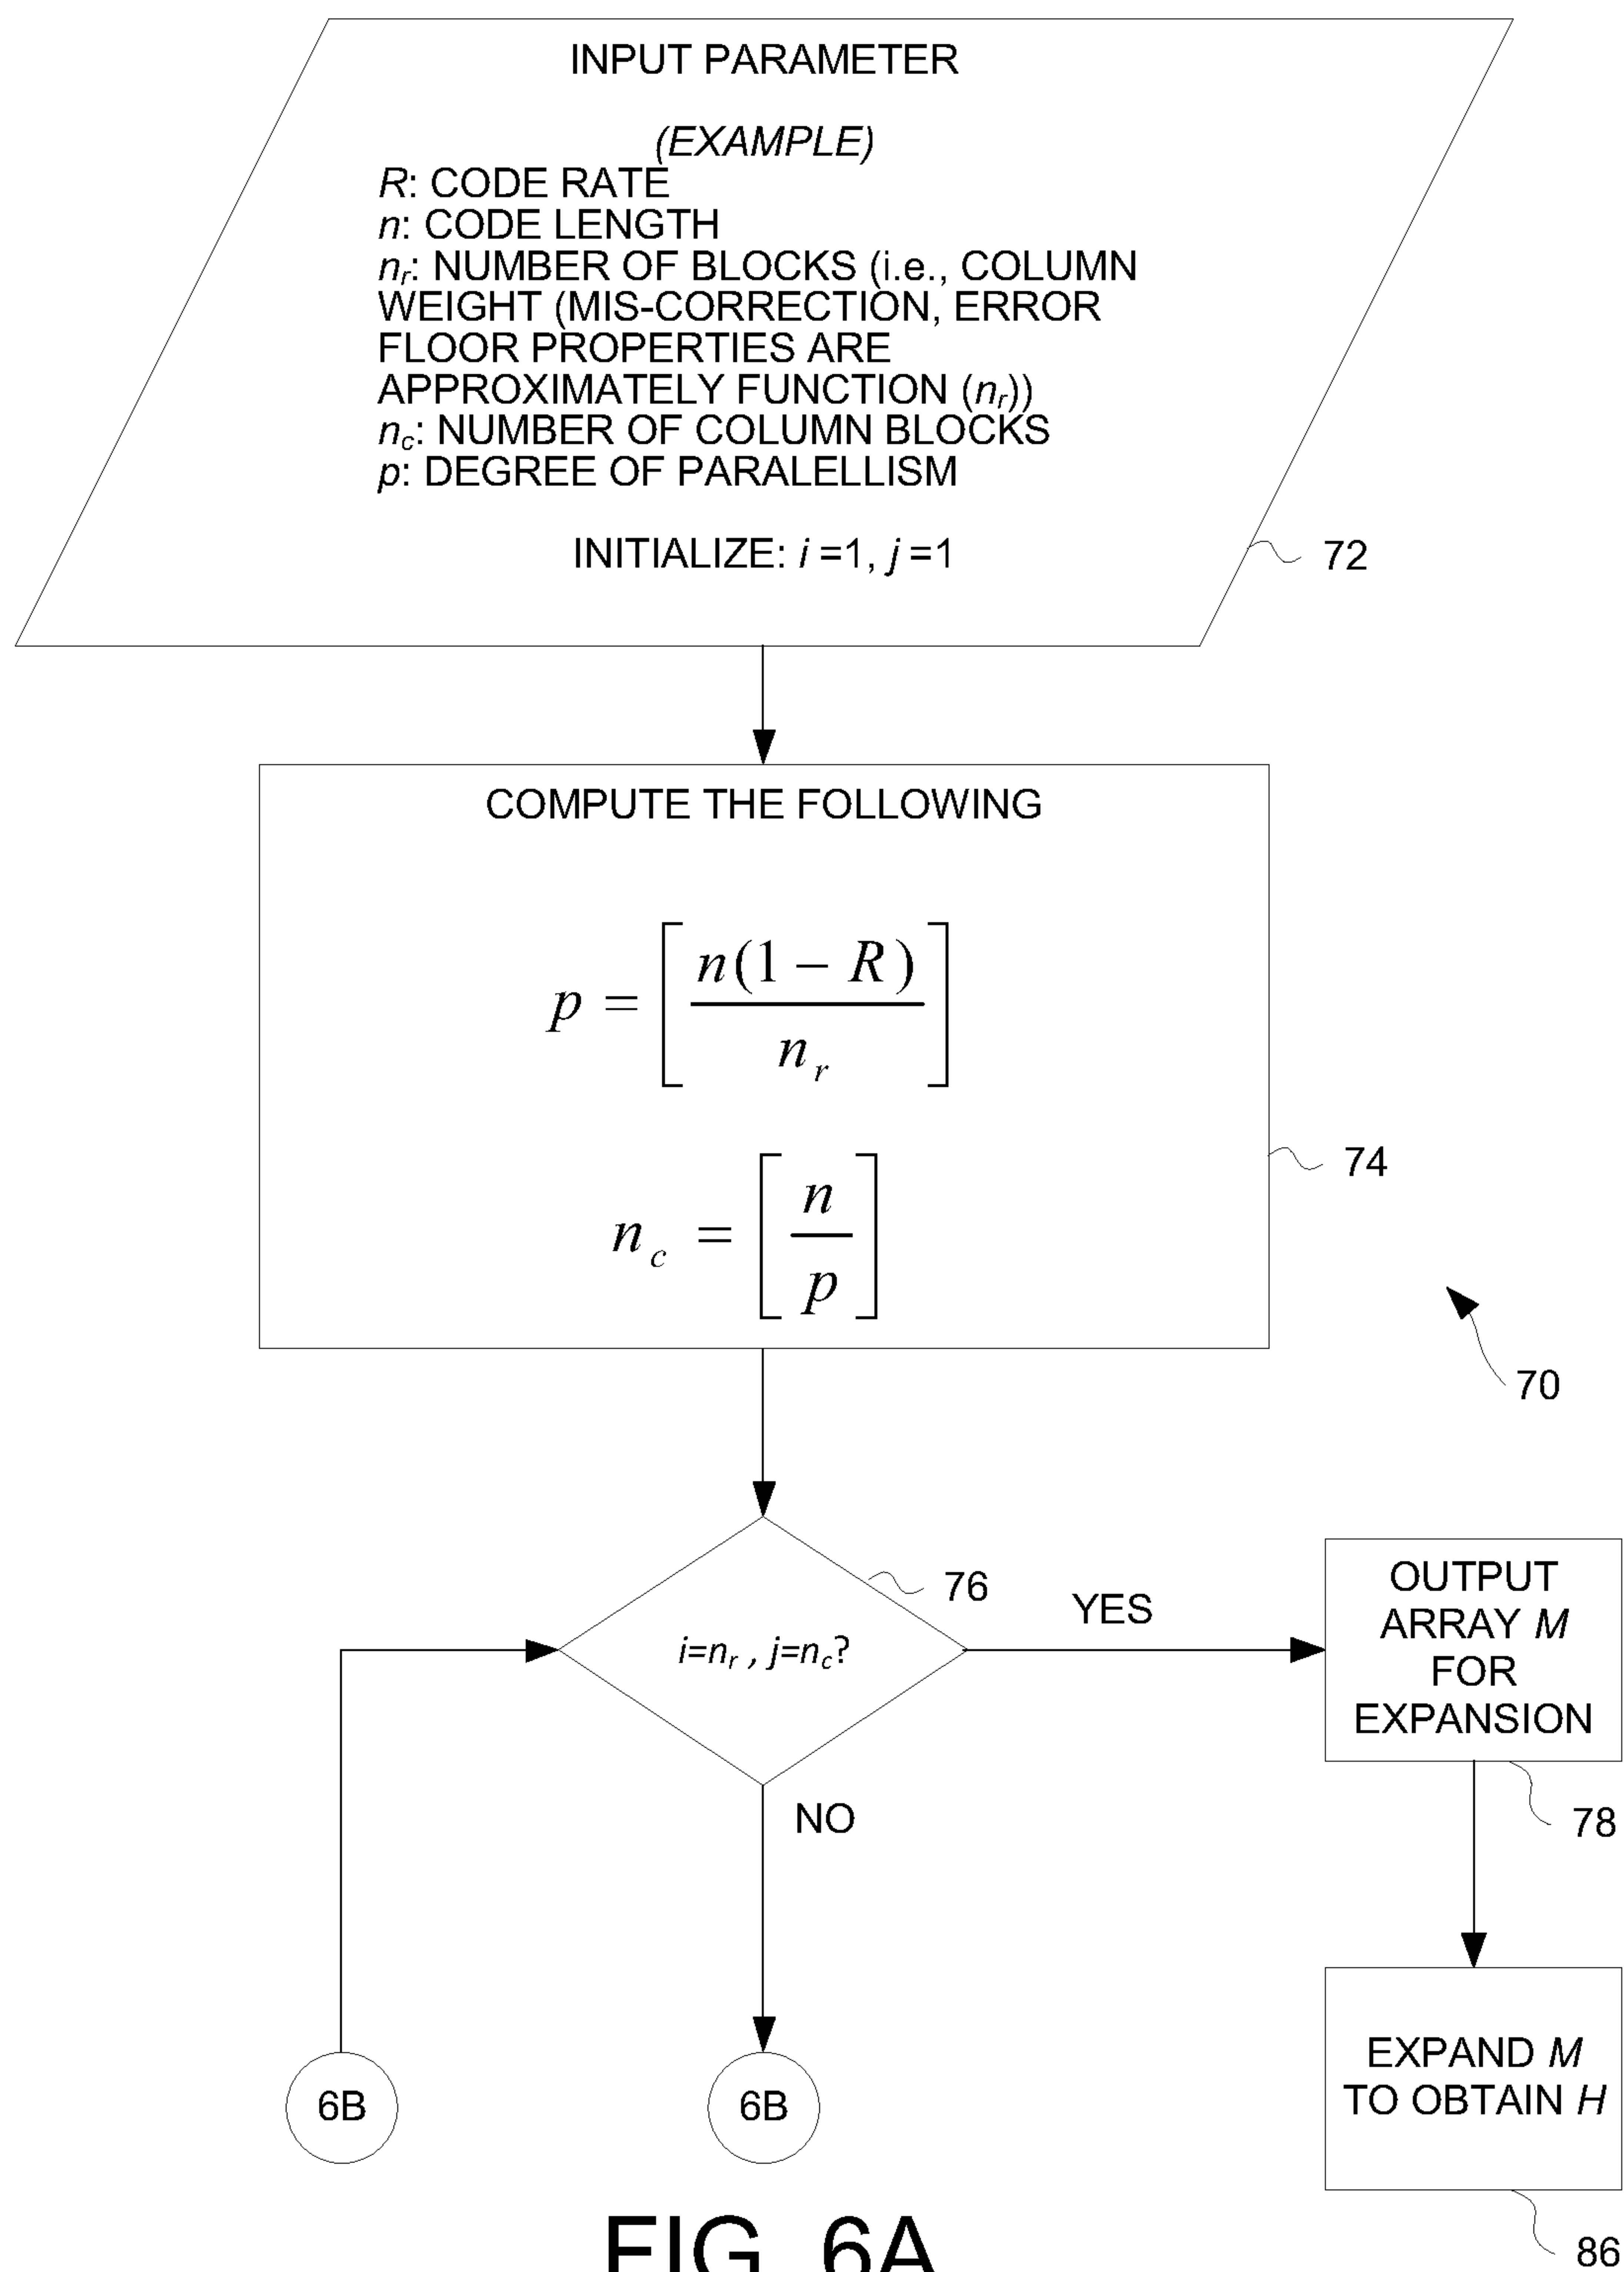 INPUT PARAMETER
(EXAMPLE)
R: CODE RATE
n: CODE LENGTH
nr: NUMBER OF BLOCKS (i.e., COLUMN
WEIGHT (MIS-CORRECTION, ERROR
FLOOR PROPERTIES ARE
APPROXIMATELY FUNCTION (nr))
nc: NUMBER OF COLUMN BLOCKS
p: DEGREE OF PARALELLISM
INITIALIZE: i =1, j =1
72
COMPUTE THE FOLLOWING
p = [ n(1 − R) / n r ]
74
n c = [ n / p ]
70
76
i=nr , j=nc?
YES
OUTPUT
ARRAY M
FOR
EXPANSION
78
NO
6B
6B
EXPAND M
TO OBTAIN H
86
FIG. 6A